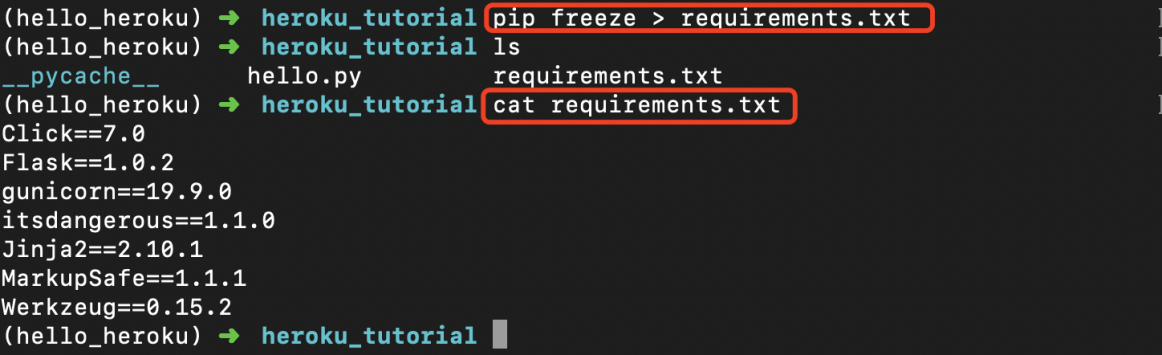 (hello_heroku) ➜ heroku_tutorial pip freeze > requirements.txt
(hello_heroku) ➜ heroku_tutorial ls
__pycache__ hello.py requirements.txt
(hello_heroku) ➜ heroku_tutorial cat requirements.txt
Click==7.0
Flask==1.0.2
gunicorn==19.9.0
itsdangerous==1.1.0
Jinja2==2.10.1
MarkupSafe==1.1.1
Werkzeug==0.15.2
(hello_heroku) ➜ heroku_tutorial